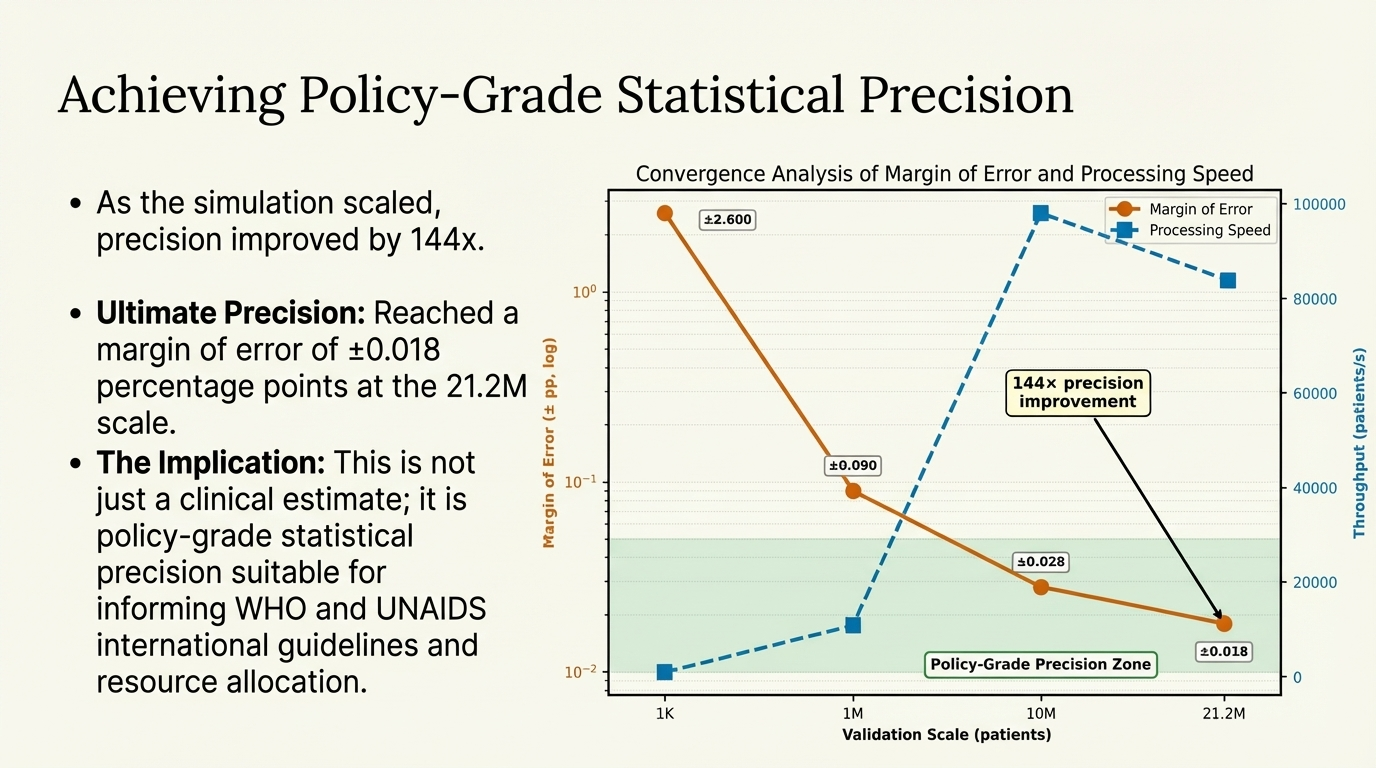 Achieving Policy-Grade Statistical Precision
• As the simulation scaled,
precision improved by 144x.
• Ultimate Precision: Reached a
margin of error of ±0.018
percentage points at the 21.2M
scale.
• The Implication: This is not
just a clinical estimate; it is
policy-grade statistical
precision suitable for
informing WHO and UNAIDS
international guidelines and
resource allocation.
Convergence Analysis of Margin of Error and Processing Speed
Margin of Error
Processing Speed
Margin of Error (± pp, log)
10⁰
10⁻¹
10⁻²
±2.600
±0.090
±0.028
±0.018
144× precision
improvement
Policy-Grade Precision Zone
100000
80000
60000
40000
20000
0
Throughput (patients/s)
1K
1M
10M
21.2M
Validation Scale (patients)